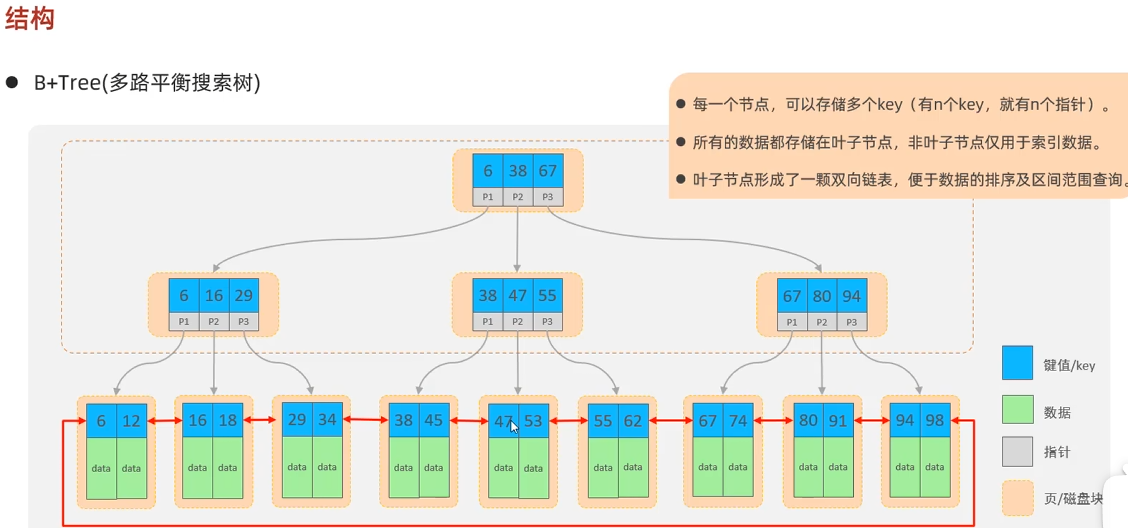 结构
B+Tree(多路平衡搜索树)
每一个节点，可以存储多个key（有n个key，就有n个指针）。
所有的数据都存储在叶子节点，非叶子节点仅用于索引数据。
叶子节点形成了一颗双向链表，便于数据的排序及区间范围查询。
6 38 67
P1 P2 P3
6 16 29
P1 P2 P3
38 47 55
P1 P2 P3
67 80 94
P1 P2 P3
6 12
16 18
29 34
38 45
47 53
55 62
67 74
80 91
94 98
data data
data data
data data
data data
data data
data data
data data
data data
data data
键值/key
数据
指针
页/磁盘块